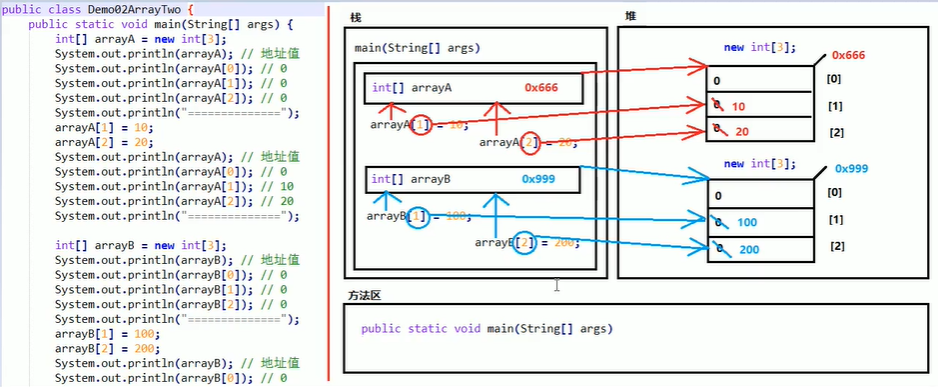 public class Demo02ArrayTwo {
public static void main(String[] args) {
int[] arrayA = new int[3];
System.out.println(arrayA); // 地址值
System.out.println(arrayA[0]); // 0
System.out.println(arrayA[1]); // 0
System.out.println(arrayA[2]); // 0
System.out.println("==============");
arrayA[1] = 10;
arrayA[2] = 20;
System.out.println(arrayA); // 地址值
System.out.println(arrayA[0]); // 0
System.out.println(arrayA[1]); // 10
System.out.println(arrayA[2]); // 20
System.out.println("==============");
int[] arrayB = new int[3];
System.out.println(arrayB); // 地址值
System.out.println(arrayB[0]); // 0
System.out.println(arrayB[1]); // 0
System.out.println(arrayB[2]); // 0
System.out.println("==============");
arrayB[1] = 100;
arrayB[2] = 200;
System.out.println(arrayB); // 地址值
System.out.println(arrayB[0]); // 0
栈
main(String[] args)
int[] arrayA 0x666
arrayA[1] = 10;
arrayA[2] = 20;
int[] arrayB 0x999
arrayB[1] = 100;
arrayB[2] = 200;
堆
new int[3];
0x666
0 [0]
0 10 [1]
0 20 [2]
new int[3];
0x999
0 [0]
0 100 [1]
0 200 [2]
方法区
public static void main(String[] args)